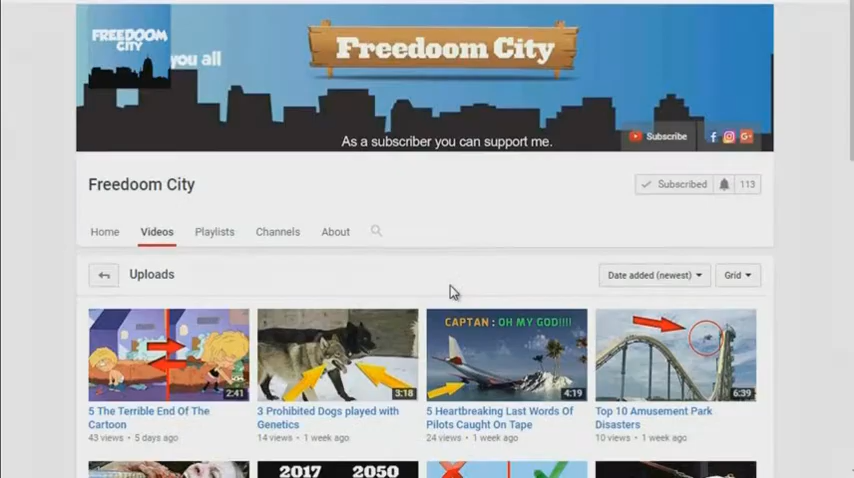 FREEDOOM
CITY
you all
Freedoom City
As a subscriber you can support me.
Subscribe
Freedoom City
Subscribed
113
Home
Videos
Playlists
Channels
About
Uploads
Date added (newest)
Grid
CAPTAN : OH MY GOD!!!!
2:41
3:18
4:19
6:39
5 The Terrible End Of The
Cartoon
43 views • 5 days ago
3 Prohibited Dogs played with
Genetics
14 views • 1 week ago
5 Heartbreaking Last Words Of
Pilots Caught On Tape
24 views • 1 week ago
Top 10 Amusement Park
Disasters
10 views • 1 week ago
2017
2050